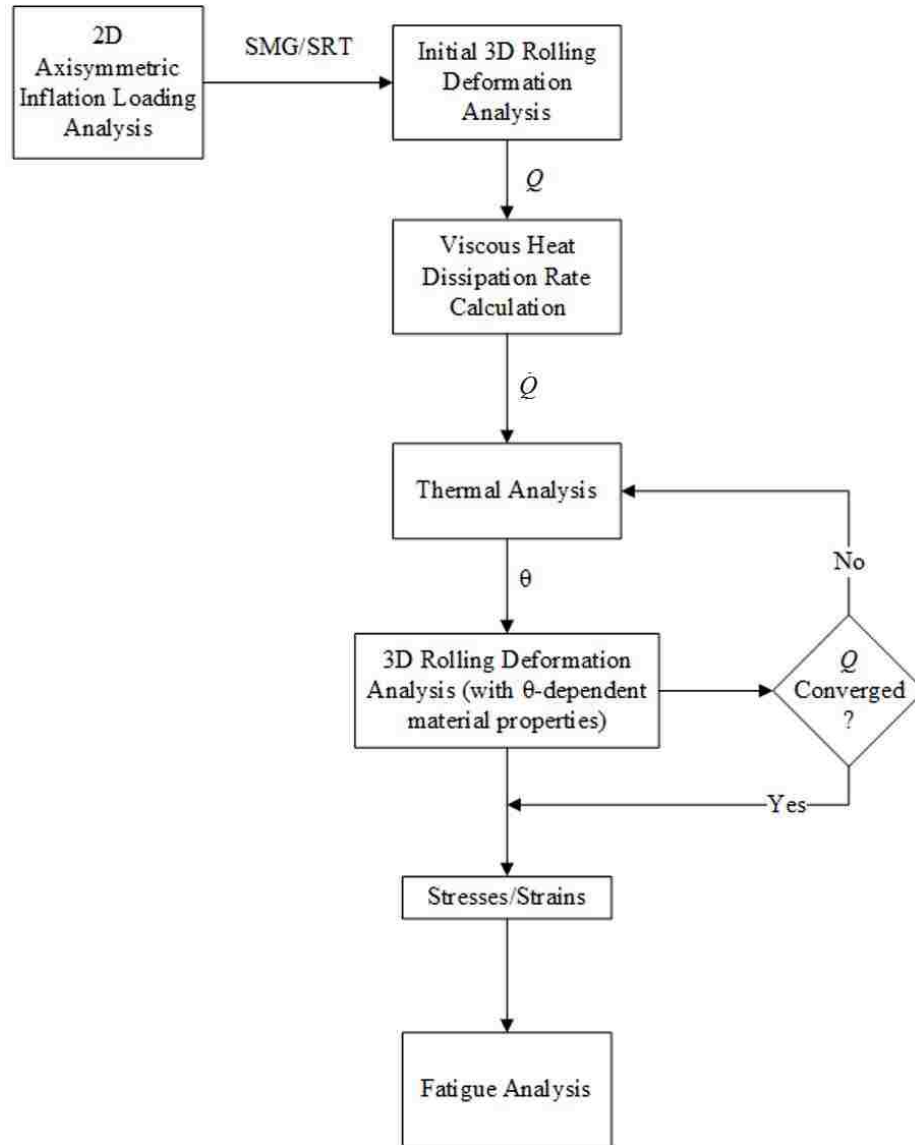 2D
Axisymmetric
Inflation Loading
Analysis
SMG/SRT
Initial 3D Rolling
Deformation
Analysis
Q
Viscous Heat
Dissipation Rate
Calculation
Q̇
Thermal Analysis
No
θ
3D Rolling Deformation
Analysis (with θ-dependent
material properties)
Q
Converged
?
Yes
Stresses/Strains
Fatigue Analysis